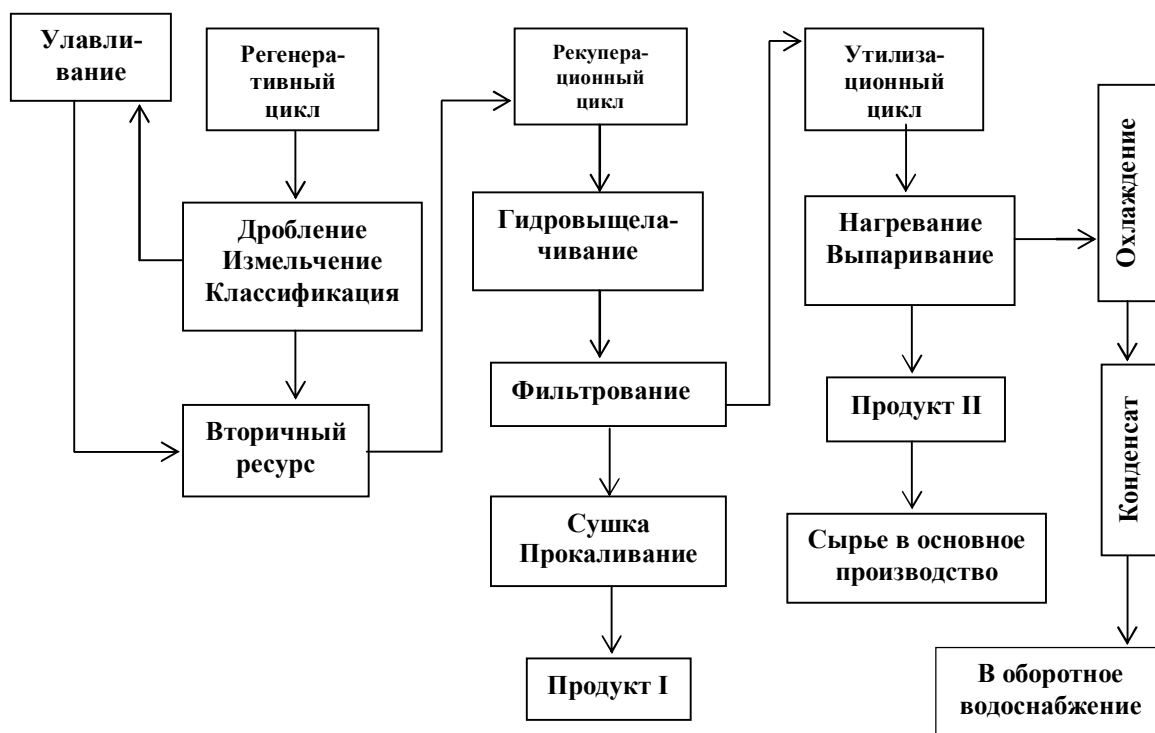 Улавли-
вание
Регенера-
тивный
цикл
Рекупера-
ционный
цикл
Утилиза-
ционный
цикл
Охлаждение
Дробление
Измельчение
Классификация
Гидровыщела-
чивание
Нагревание
Выпаривание
Вторичный
ресурс
Фильтрование
Продукт II
Конденсат
Сушка
Прокаливание
Сырье в основное
производство
Продукт I
В оборотное
водоснабжение